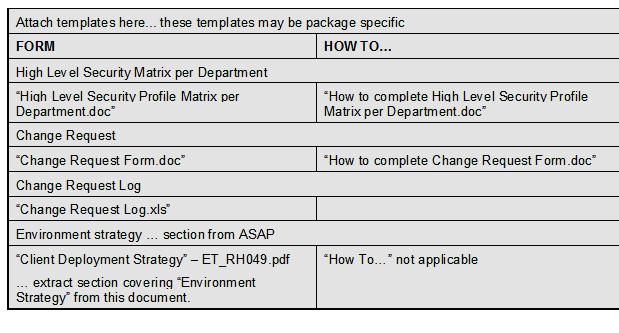 Attach templates here... these templates may be package specific
FORM
HOW TO…
High Level Security Matrix per Department
“High Level Security Profile Matrix per
Department.doc”
“How to complete High Level Security Profile
Matrix per Department.doc”
Change Request
“Change Request Form.doc”
“How to complete Change Request Form.doc”
Change Request Log
“Change Request Log.xls”
Environment strategy … section from ASAP
“Client Deployment Strategy” – ET_RH049.pdf
… extract section covering “Environment
Strategy” from this document.
“How To…” not applicable